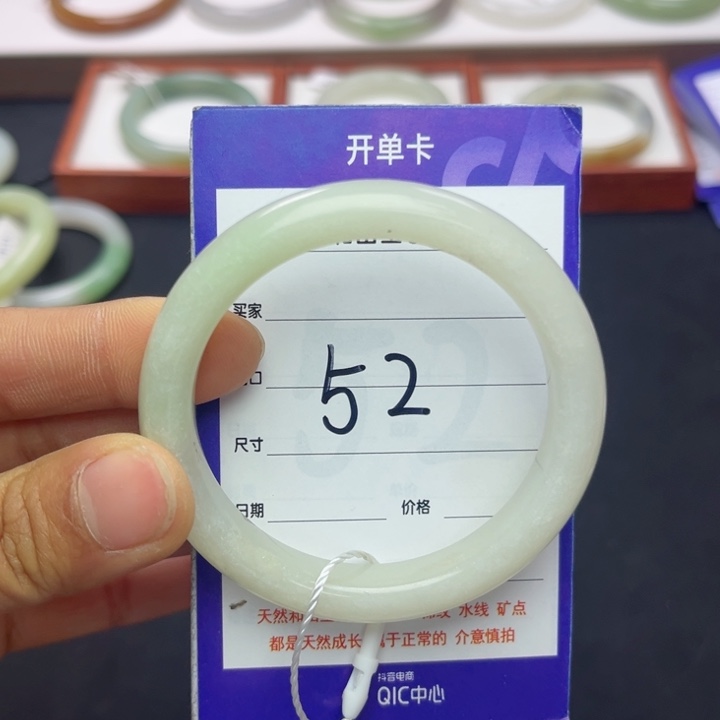 开单卡
买家
口
52
尺寸
日期 价格
天然和 水线 矿点
都是天然成长 于正常的 介意慎拍
抖音电商
QIC中心